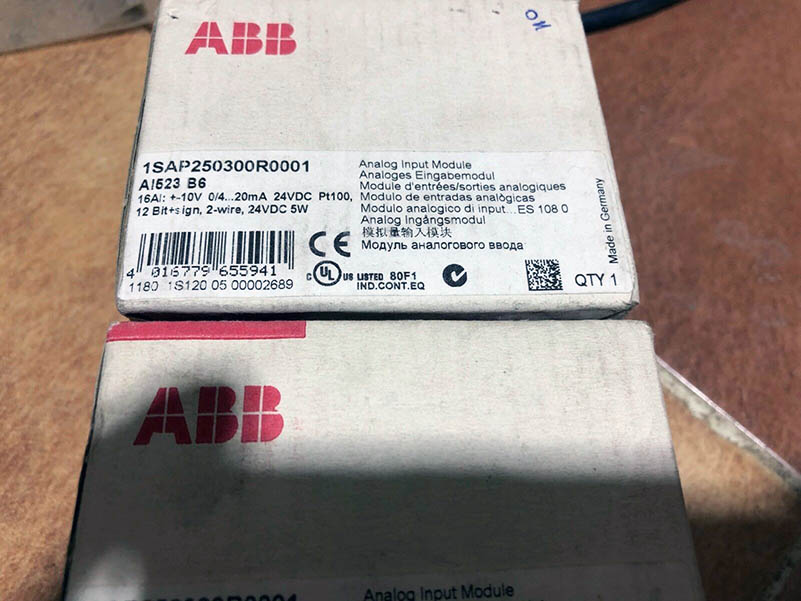 ABB
OK
1SAP250300R0001
AI523 B6
16AI: +-10V 0/4...20mA 24VDC Pt100,
12 Bit+sign, 2-wire, 24VDC 5W
Analog Input Module
Analoges Eingabemodul
Module d'entrées/sorties analogiques
Modulo de entradas analògicas
Modulo analogico di input...ES 108 0
Analog Ingångsmodul
模拟量输入模块
Модуль аналогового ввода
Made in Germany
4 016779 655941
1180 1S120 05 00002689
CE
C UL US LISTED 80F1
IND.CONT.EQ
QTY 1
ABB
Analog Input Module